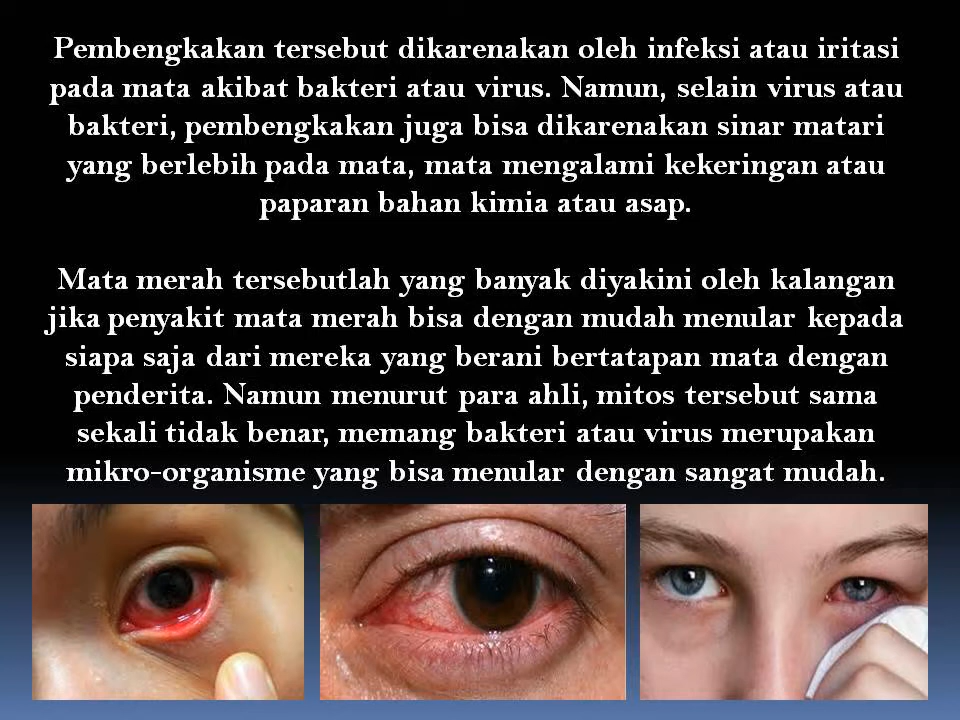 Pembengkakan tersebut dikarenakan oleh infeksi atau iritasi
pada mata akibat bakteri atau virus. Namun, selain virus atau
bakteri, pembengkakan juga bisa dikarenakan sinar matari
yang berlebih pada mata, mata mengalami kekeringan atau
paparan bahan kimia atau asap.
Mata merah tersebutlah yang banyak diyakini oleh kalangan
jika penyakit mata merah bisa dengan mudah menular kepada
siapa saja dari mereka yang berani bertatapan mata dengan
penderita. Namun menurut para ahli, mitos tersebut sama
sekali tidak benar, memang bakteri atau virus merupakan
mikro-organisme yang bisa menular dengan sangat mudah.